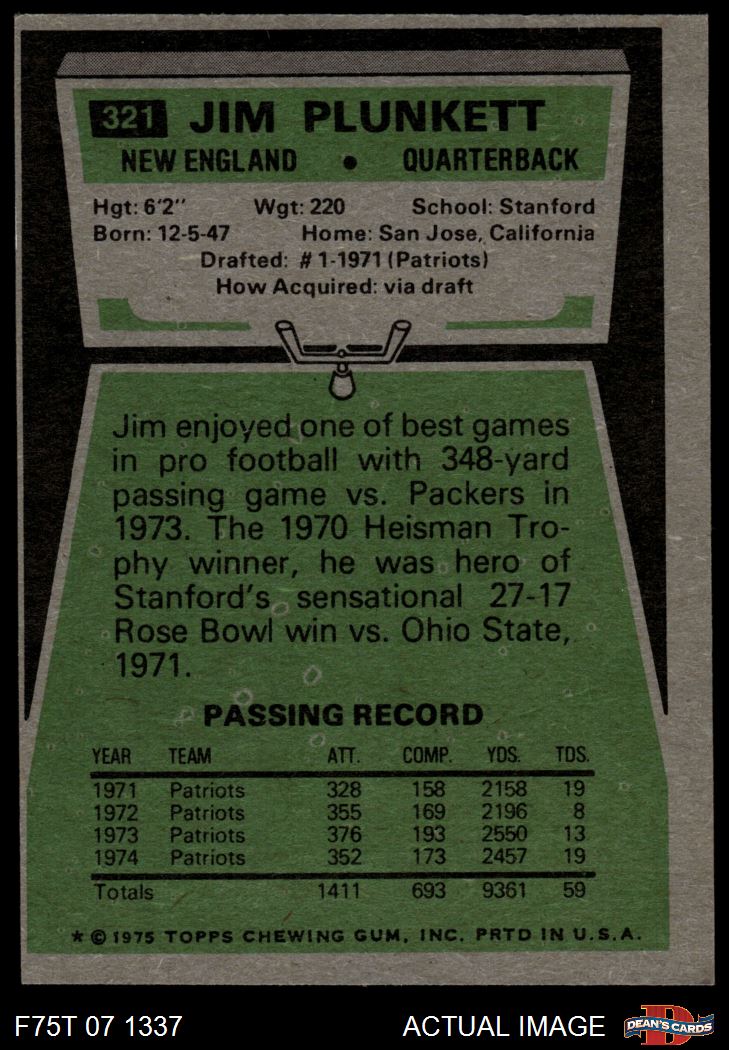 321 JIM PLUNKETT
NEW ENGLAND • QUARTERBACK
Hgt: 6'2" Wgt: 220 School: Stanford
Born: 12-5-47 Home: San Jose, California
Drafted: #1-1971 (Patriots)
How Acquired: via draft
Jim enjoyed one of best games
in pro football with 348-yard
passing game vs. Packers in
1973. The 1970 Heisman Tro-
phy winner, he was hero of
Stanford's sensational 27-17
Rose Bowl win vs. Ohio State,
1971.
PASSING RECORD
YEAR TEAM ATT. COMP. YDS. TDS.
1971 Patriots 328 158 2158 19
1972 Patriots 355 169 2196 8
1973 Patriots 376 193 2550 13
1974 Patriots 352 173 2457 19
Totals 1411 693 9361 59
* © 1975 TOPPS CHEWING GUM, INC. PRTD IN U.S.A.
F75T 07 1337 ACTUAL IMAGE D DEAN'S CARDS